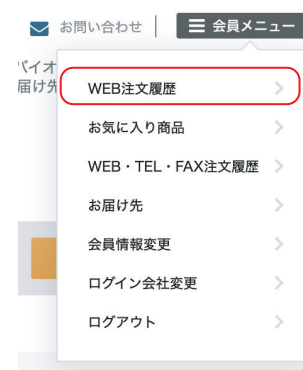 お問い合わせ
会員メニュー
バイオ
届け先
WEB注文履歴
お気に入り商品
WEB・TEL・FAX注文履歴
お届け先
会員情報変更
ログイン会社変更
ログアウト